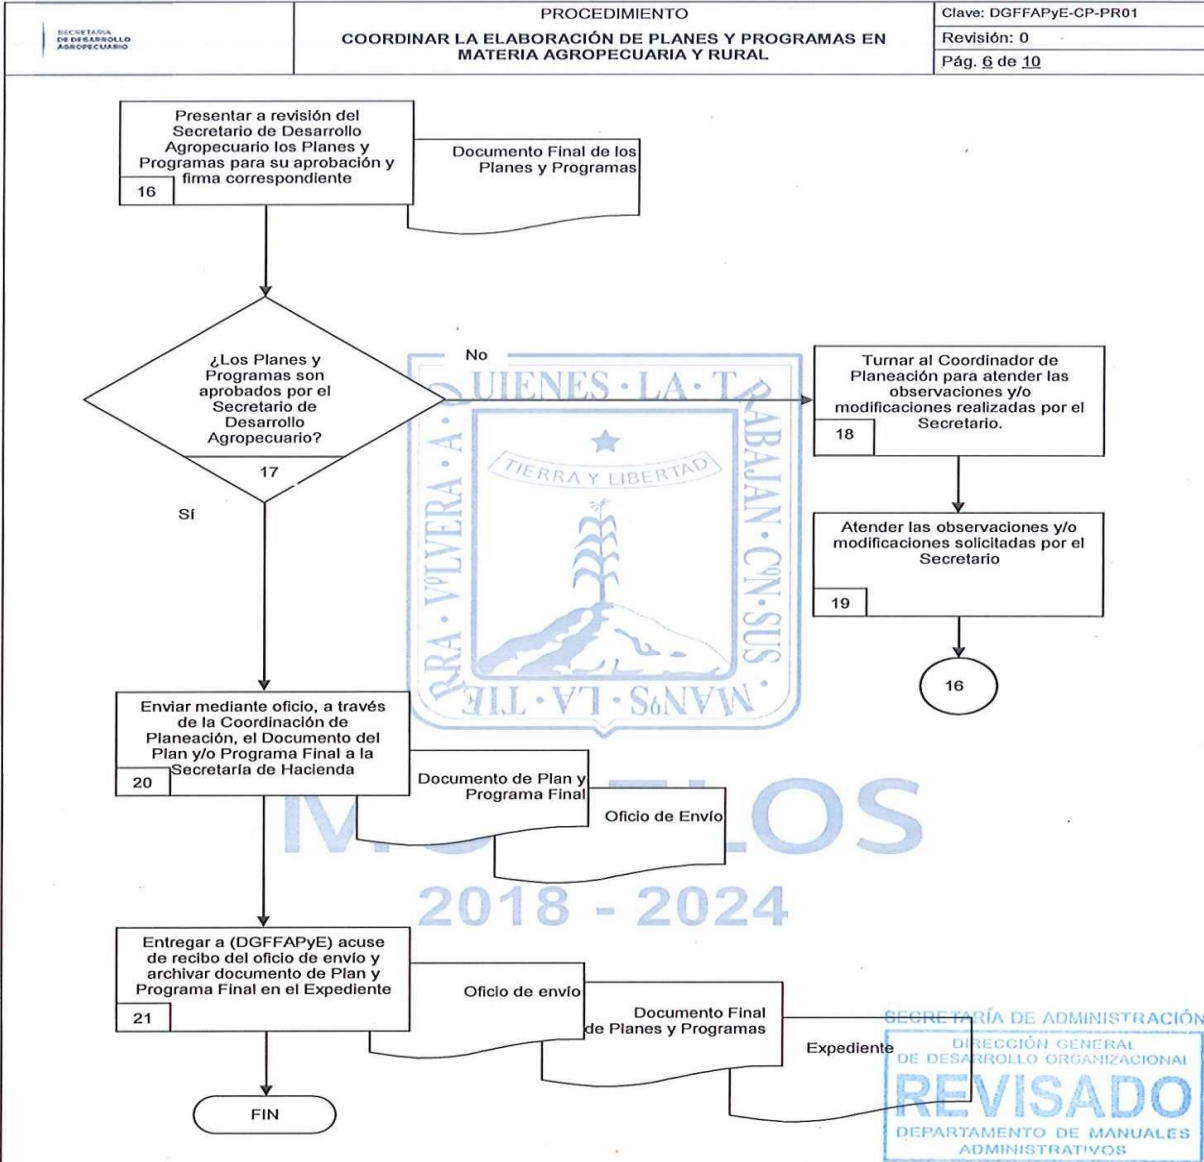 SECRETARÍA
DE DESARROLLO
AGROPECUARIO
PROCEDIMIENTO
COORDINAR LA ELABORACIÓN DE PLANES Y PROGRAMAS EN
MATERIA AGROPECUARIA Y RURAL
Clave: DGFFAPyE-CP-PR01
Revisión: 0
Pág. 6 de 10
Presentar a revisión del
Secretario de Desarrollo
Agropecuario los Planes y
Programas para su aprobación y
firma correspondiente
16
Documento Final de los
Planes y Programas
¿Los Planes y
Programas son
aprobados por el
Secretario de
Desarrollo
Agropecuario?
17
No
Sí
Turnar al Coordinador de
Planeación para atender las
observaciones y/o
modificaciones realizadas por el
Secretario.
18
Atender las observaciones y/o
modificaciones solicitadas por el
Secretario
19
16
TIERRA Y LIBERTAD
LA · TIERRA · VOLVERA · A · QUIENES · LA · TRABAJAN · CON · SUS · MANOS
Enviar mediante oficio, a través
de la Coordinación de
Planeación, el Documento del
Plan y/o Programa Final a la
Secretaría de Hacienda
20
Documento de Plan y
Programa Final
Oficio de Envío
2018 - 2024
Entregar a (DGFFAPyE) acuse
de recibo del oficio de envío y
archivar documento de Plan y
Programa Final en el Expediente
21
Oficio de envío
Documento Final
de Planes y Programas
Expediente
FIN
SECRETARÍA DE ADMINISTRACIÓN
DIRECCIÓN GENERAL
DE DESARROLLO ORGANIZACIONAL
REVISADO
DEPARTAMENTO DE MANUALES
ADMINISTRATIVOS